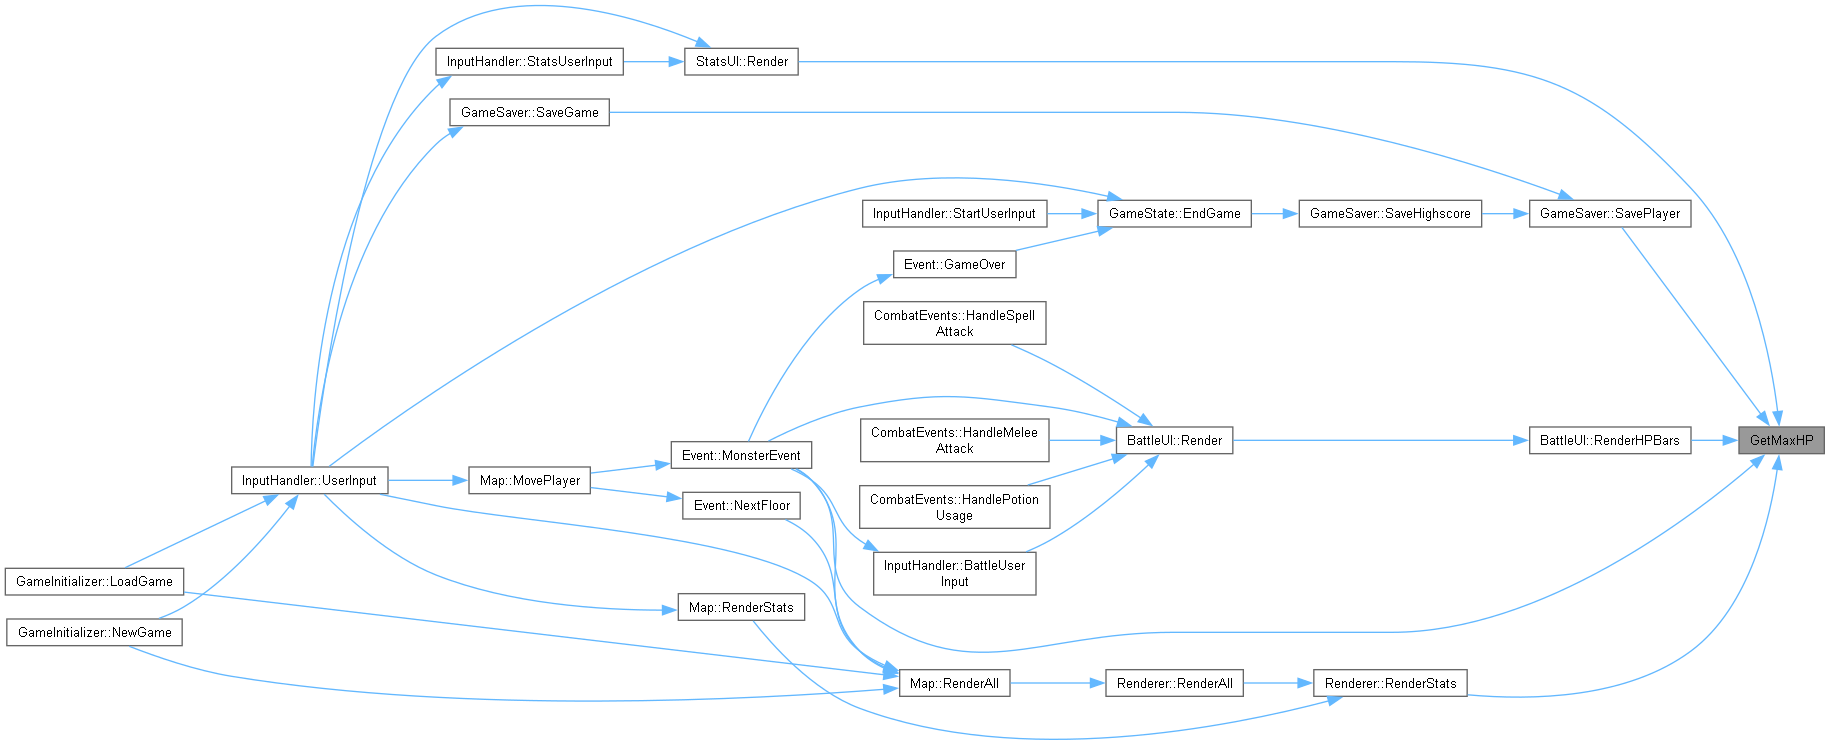 InputHandler::StatsUserInput
StatsUI::Render
GameSaver::SaveGame
InputHandler::StartUserInput
GameState::EndGame
GameSaver::SaveHighscore
GameSaver::SavePlayer
Event::GameOver
CombatEvents::HandleSpell
Attack
CombatEvents::HandleMelee
Attack
BattleUI::Render
BattleUI::RenderHPBars
GetMaxHP
Event::MonsterEvent
InputHandler::UserInput
Map::MovePlayer
Event::NextFloor
CombatEvents::HandlePotion
Usage
InputHandler::BattleUser
Input
GameInitializer::LoadGame
Map::RenderStats
GameInitializer::NewGame
Map::RenderAll
Renderer::RenderAll
Renderer::RenderStats